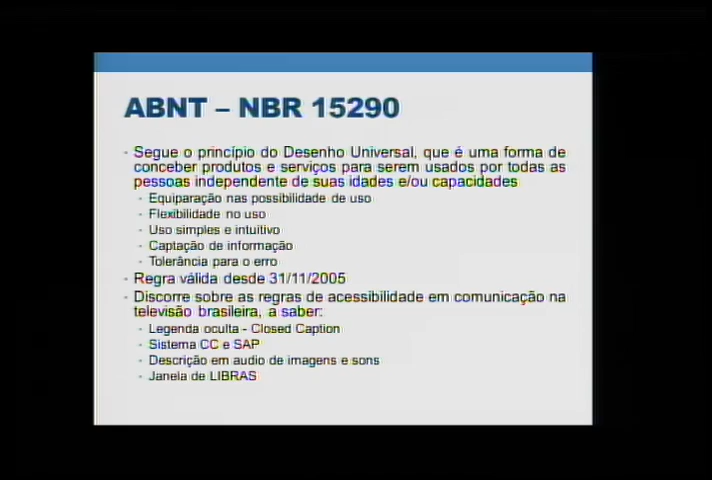 ABNT – NBR 15290
- Segue o princípio do Desenho Universal, que é uma forma de
conceber produtos e serviços para serem usados por todas as
pessoas independente de suas idades e/ou capacidades
- Equiparação nas possibilidade de uso
- Flexibilidade no uso
- Uso simples e intuitivo
- Captação de informação
- Tolerância para o erro
- Regra válida desde 31/11/2005
- Discorre sobre as regras de acessibilidade em comunicação na
televisão brasileira, a saber:
- Legenda oculta - Closed Caption
- Sistema CC e SAP
- Descrição em audio de imagens e sons
- Janela de LIBRAS